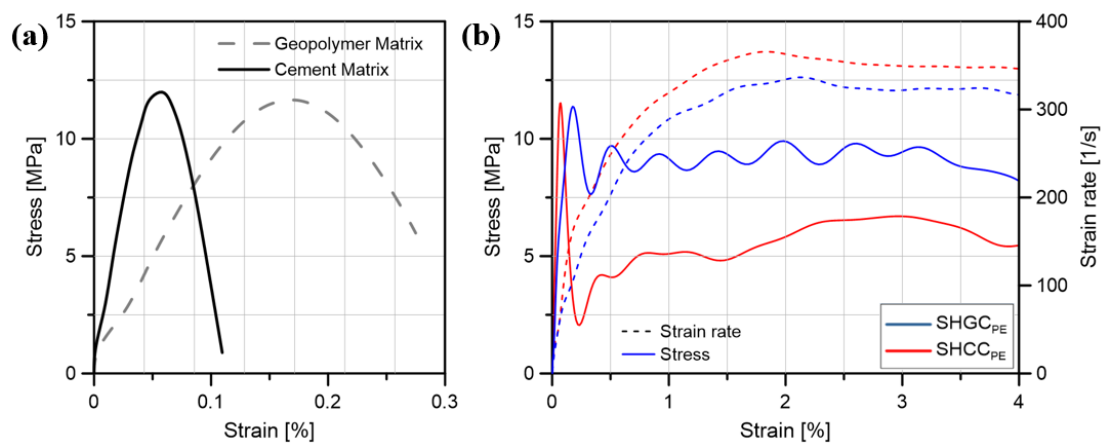 (a)
Stress [MPa]
15
10
5
0
Geopolymer Matrix
Cement Matrix
0
0.1
0.2
0.3
Strain [%]
(b)
Stress [MPa]
15
10
5
0
Strain rate
Stress
SHGCPE
SHCCPE
0
1
2
3
4
Strain [%]
400
300
200
100
0
Strain rate [1/s]